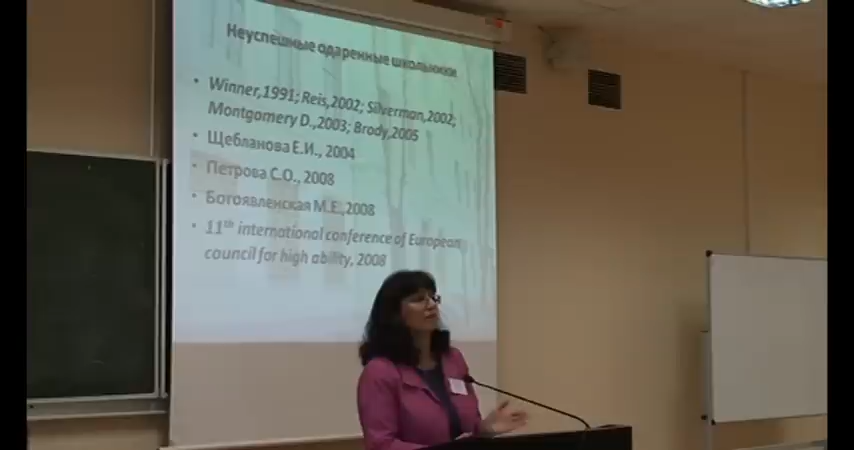 Неуспешные одаренные школьники
• Winner,1991; Reis,2002; Silverman,2002;
Montgomery D.,2003; Brody,2005
• Щебланова Е.И., 2004
• Петрова С.О., 2008
• Богоявленская М.Е.,2008
• 11th international conference of European
council for high ability, 2008